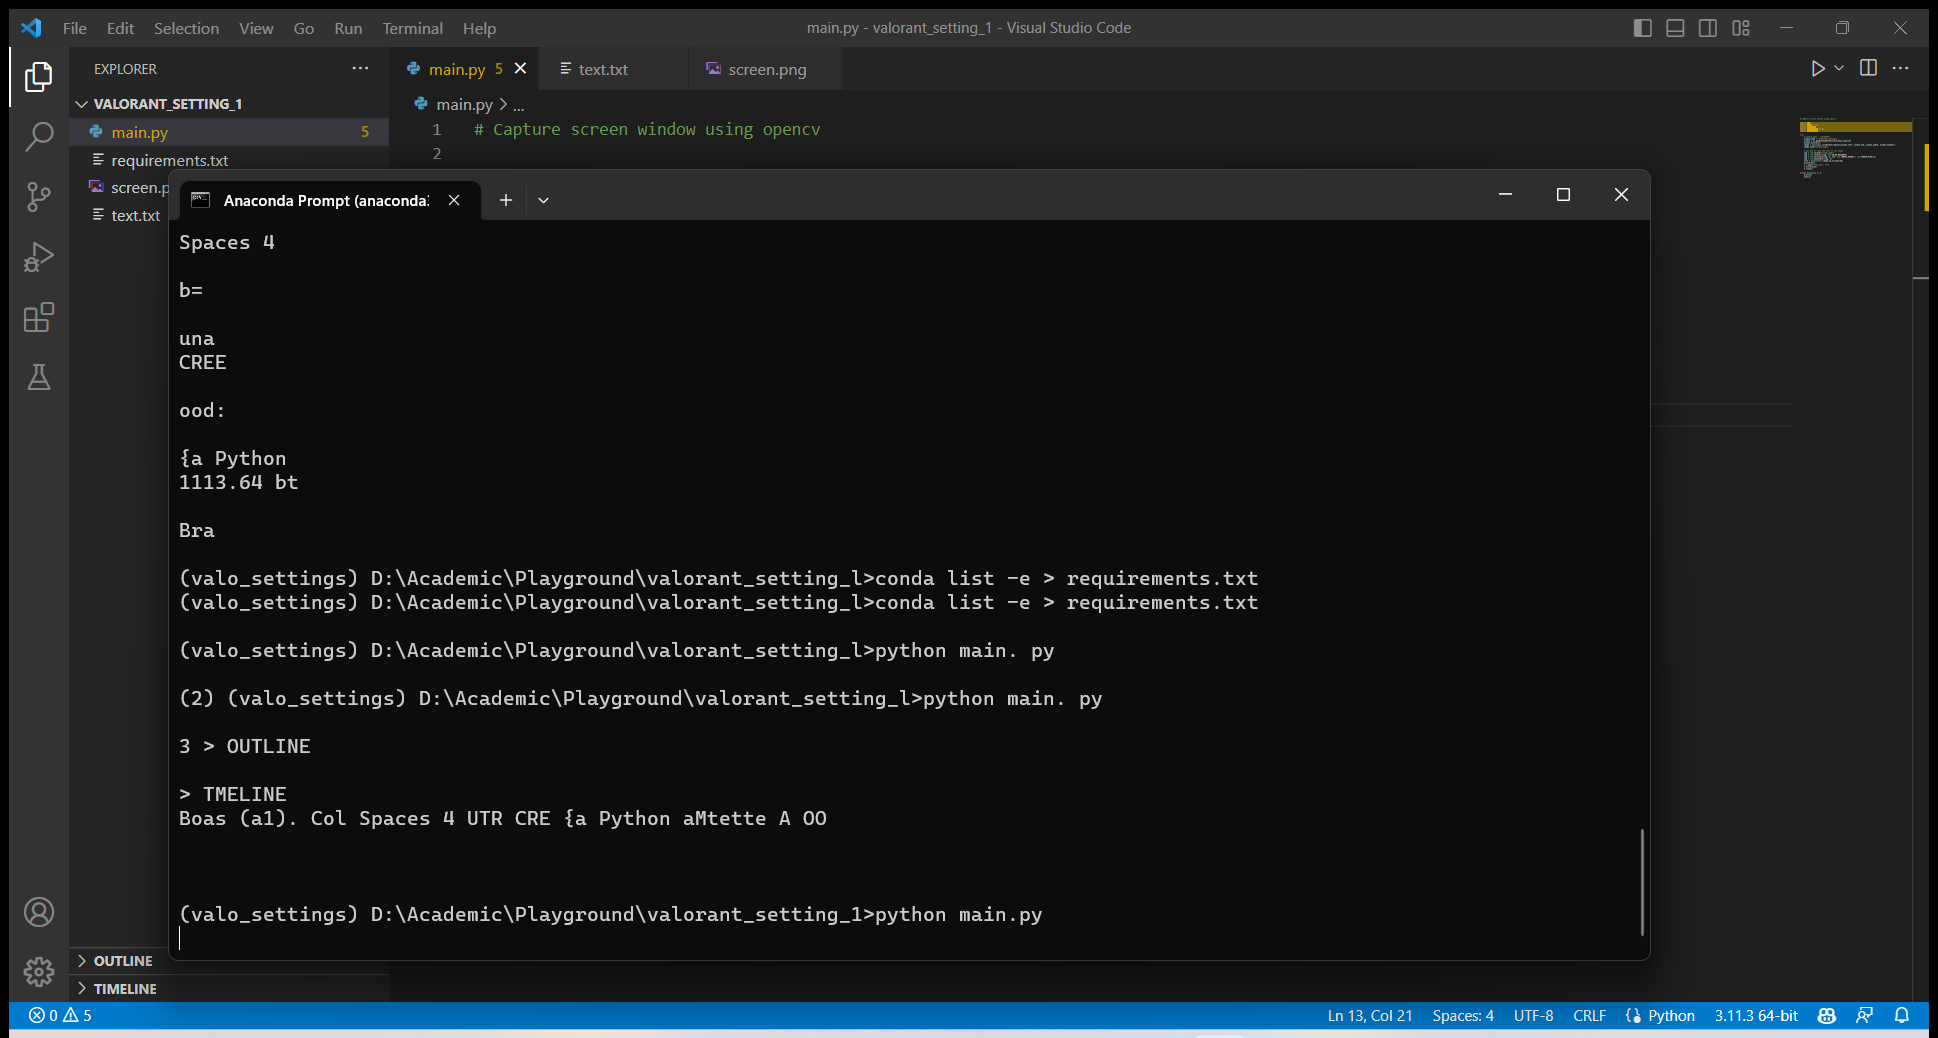 File Edit Selection View Go Run Terminal Help
main.py - valorant_setting_1 - Visual Studio Code
EXPLORER
main.py 5
text.txt
screen.png
VALORANT_SETTING_1
main.py > ...
main.py 5
1 # Capture screen window using opencv
2
requirements.txt
screen.p
text.txt
Anaconda Prompt (anaconda
Spaces 4
b=
una
CREE
ood:
{a Python
1113.64 bt
Bra
(valo_settings) D:\Academic\Playground\valorant_setting_l>conda list -e > requirements.txt
(valo_settings) D:\Academic\Playground\valorant_setting_l>conda list -e > requirements.txt
(valo_settings) D:\Academic\Playground\valorant_setting_l>python main. py
(2) (valo_settings) D:\Academic\Playground\valorant_setting_l>python main. py
3 > OUTLINE
> TMELINE
Boas (a1). Col Spaces 4 UTR CRE {a Python aMtette A OO
(valo_settings) D:\Academic\Playground\valorant_setting_1>python main.py
OUTLINE
TIMELINE
0 5
Ln 13, Col 21 Spaces: 4 UTF-8 CRLF Python 3.11.3 64-bit